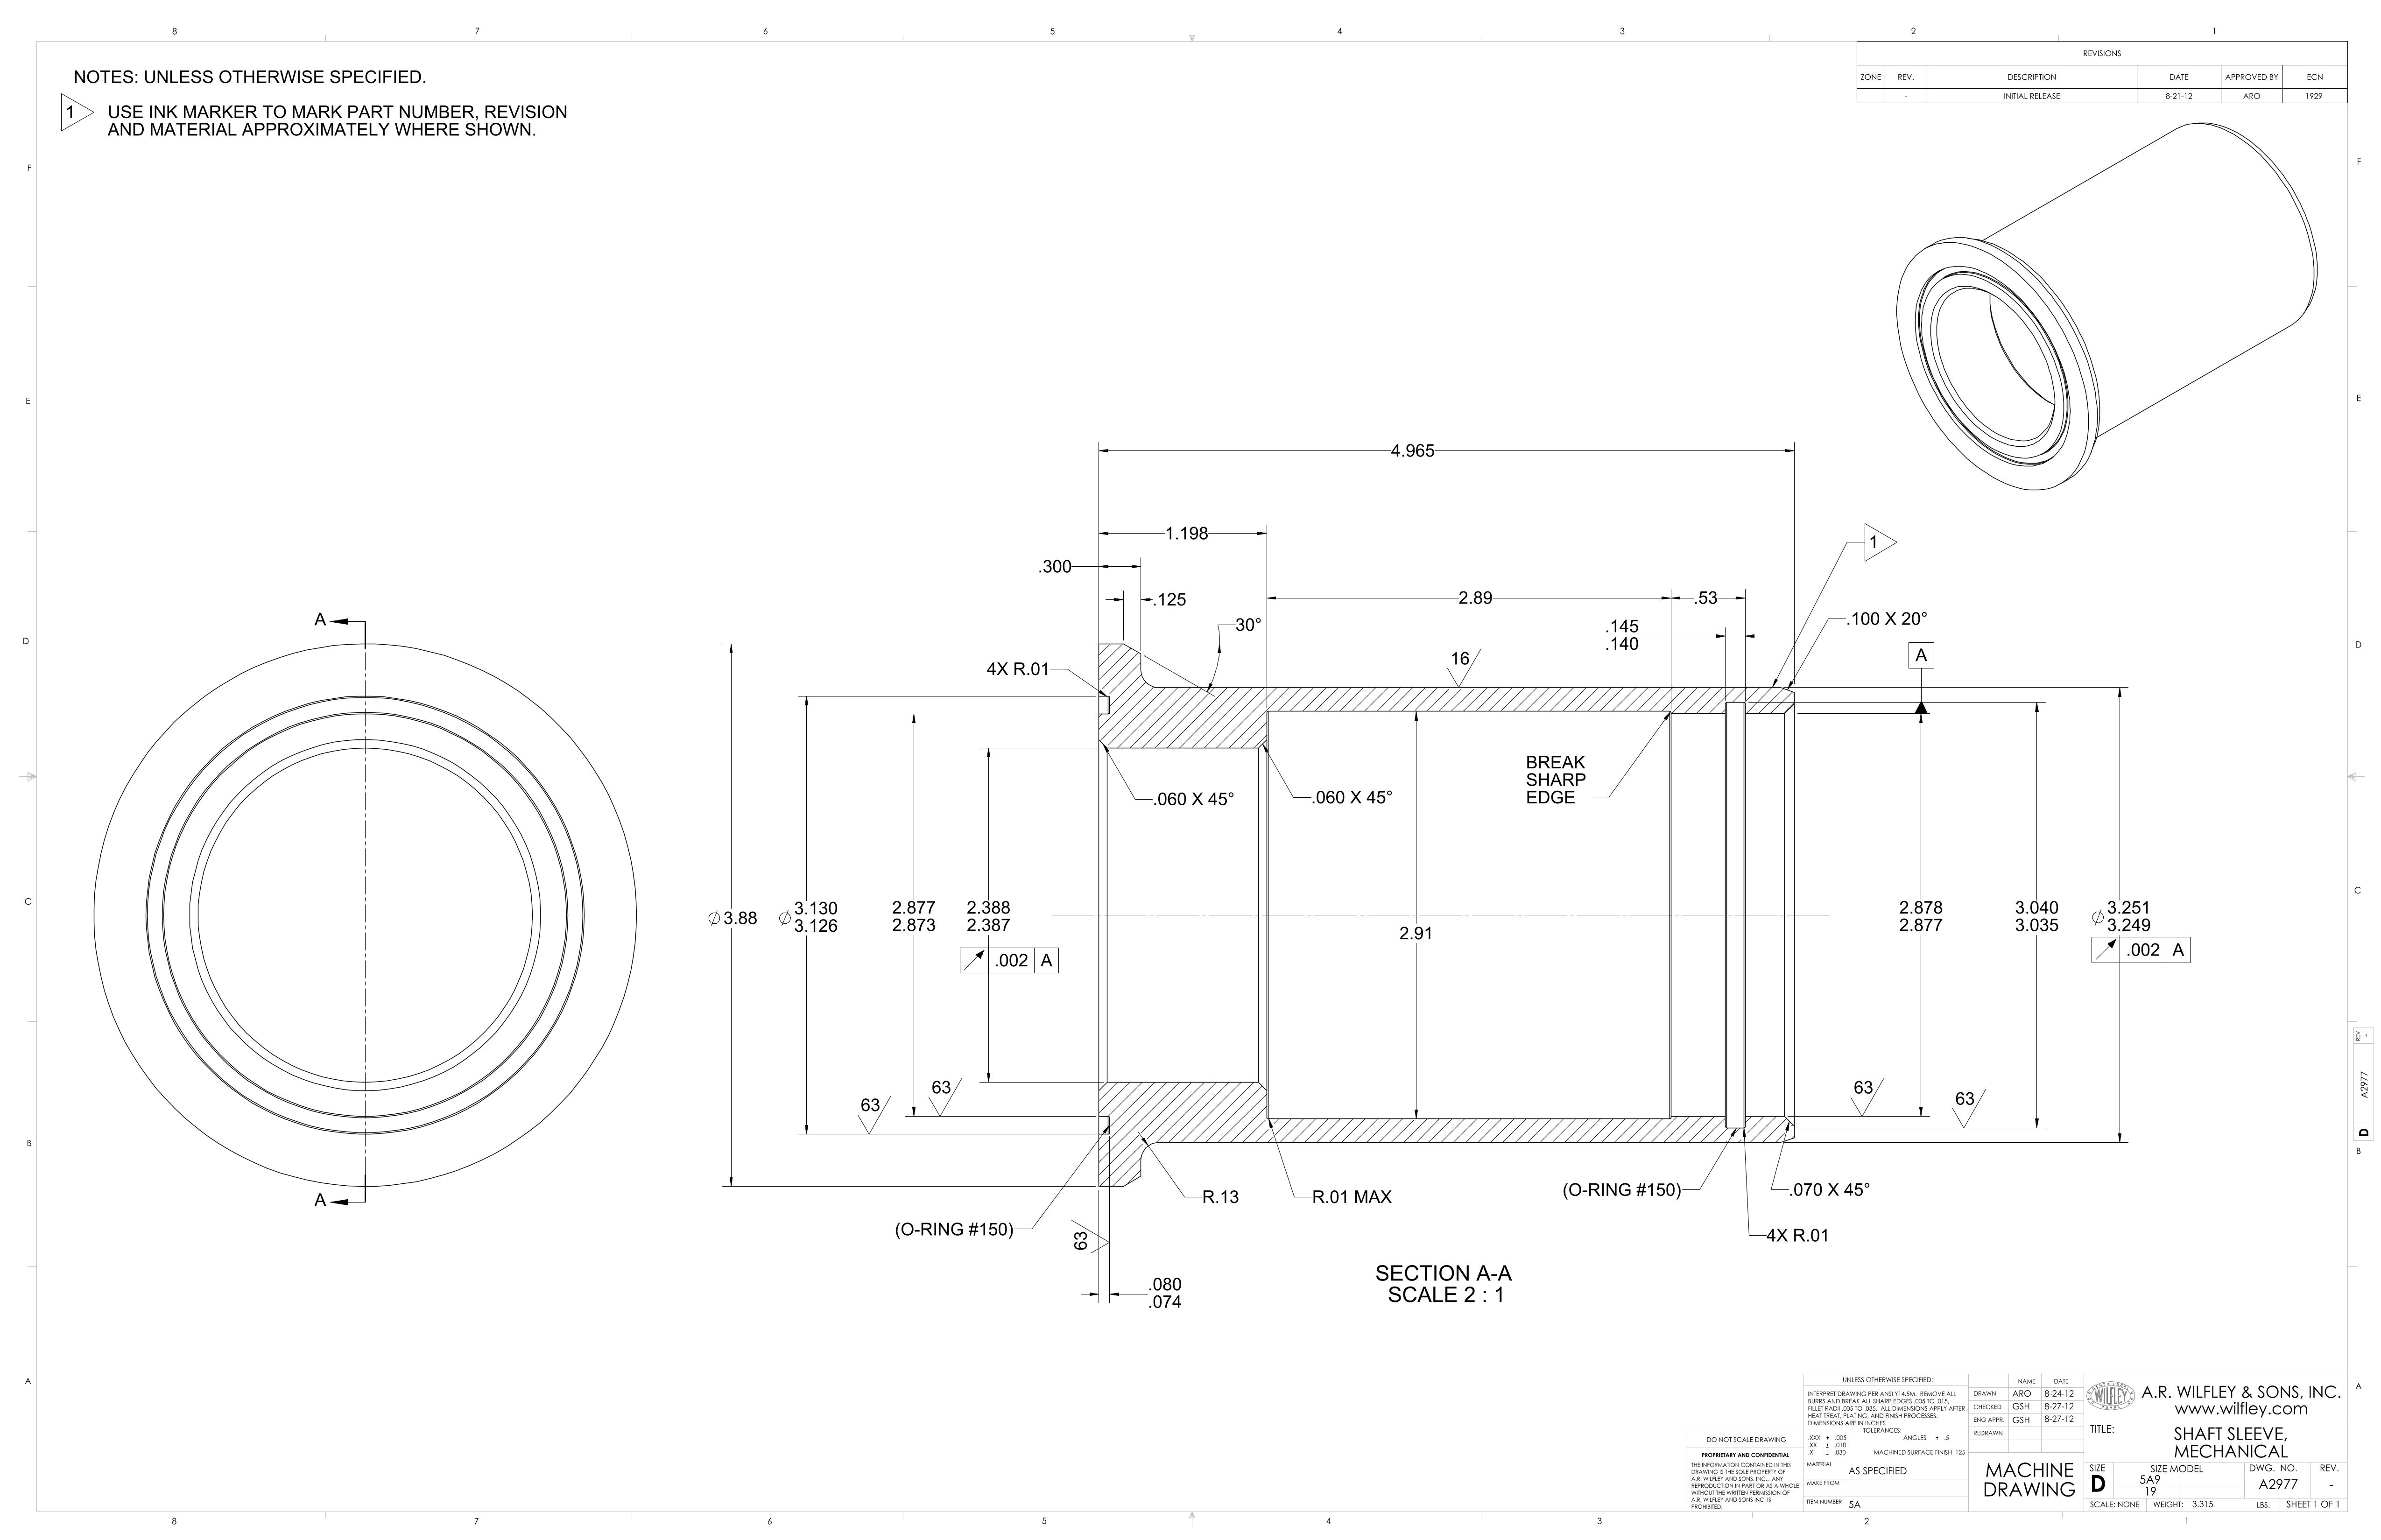 8 7 6 5 4 3 2 1
NOTES: UNLESS OTHERWISE SPECIFIED.
1 USE INK MARKER TO MARK PART NUMBER, REVISION
AND MATERIAL APPROXIMATELY WHERE SHOWN.
REVISIONS
ZONE REV. DESCRIPTION DATE APPROVED BY ECN
- INITIAL RELEASE 8-21-12 ARO 1929
F F
E E
D D
C C
B B
A A
4.965
1.198
.300
.125
30°
2.89
.53
.145
.140
1
.100 X 20°
A
16
4X R.01
A
A
.060 X 45°
.060 X 45°
BREAK
SHARP
EDGE
∅ 3.88
∅ 3.130
3.126
2.877
2.873
2.388
2.387
.002 A
2.91
2.878
2.877
3.040
3.035
∅ 3.251
3.249
.002 A
63
63
63
63
R.13
R.01 MAX
(O-RING #150)
.070 X 45°
(O-RING #150)
63
4X R.01
.080
.074
SECTION A-A
SCALE 2 : 1
REV -
A2977
D
DO NOT SCALE DRAWING
PROPRIETARY AND CONFIDENTIAL
THE INFORMATION CONTAINED IN THIS
DRAWING IS THE SOLE PROPERTY OF
A.R. WILFLEY AND SONS, INC.. ANY
REPRODUCTION IN PART OR AS A WHOLE
WITHOUT THE WRITTEN PERMISSION OF
A.R. WILFLEY AND SONS INC. IS
PROHIBITED.
UNLESS OTHERWISE SPECIFIED:
INTERPRET DRAWING PER ANSI Y14.5M. REMOVE ALL
BURRS AND BREAK ALL SHARP EDGES .005 TO .015.
FILLET RADII .005 TO .035. ALL DIMENSIONS APPLY AFTER
HEAT TREAT, PLATING, AND FINISH PROCESSES.
DIMENSIONS ARE IN INCHES
TOLERANCES:
.XXX ± .005 ANGLES ± .5
.XX ± .010
.X ± .030 MACHINED SURFACE FINISH 125
MATERIAL AS SPECIFIED
MAKE FROM
ITEM NUMBER 5A
NAME DATE
DRAWN ARO 8-24-12
CHECKED GSH 8-27-12
ENG APPR. GSH 8-27-12
REDRAWN
MACHINE
DRAWING
WILFLEY
A.R. WILFLEY & SONS, INC.
www.wilfley.com
TITLE: SHAFT SLEEVE,
MECHANICAL
SIZE SIZE MODEL DWG. NO. REV.
D 5A9 A2977 -
19
SCALE: NONE WEIGHT: 3.315 LBS. SHEET 1 OF 1
8 7 6 5 4 3 2 1